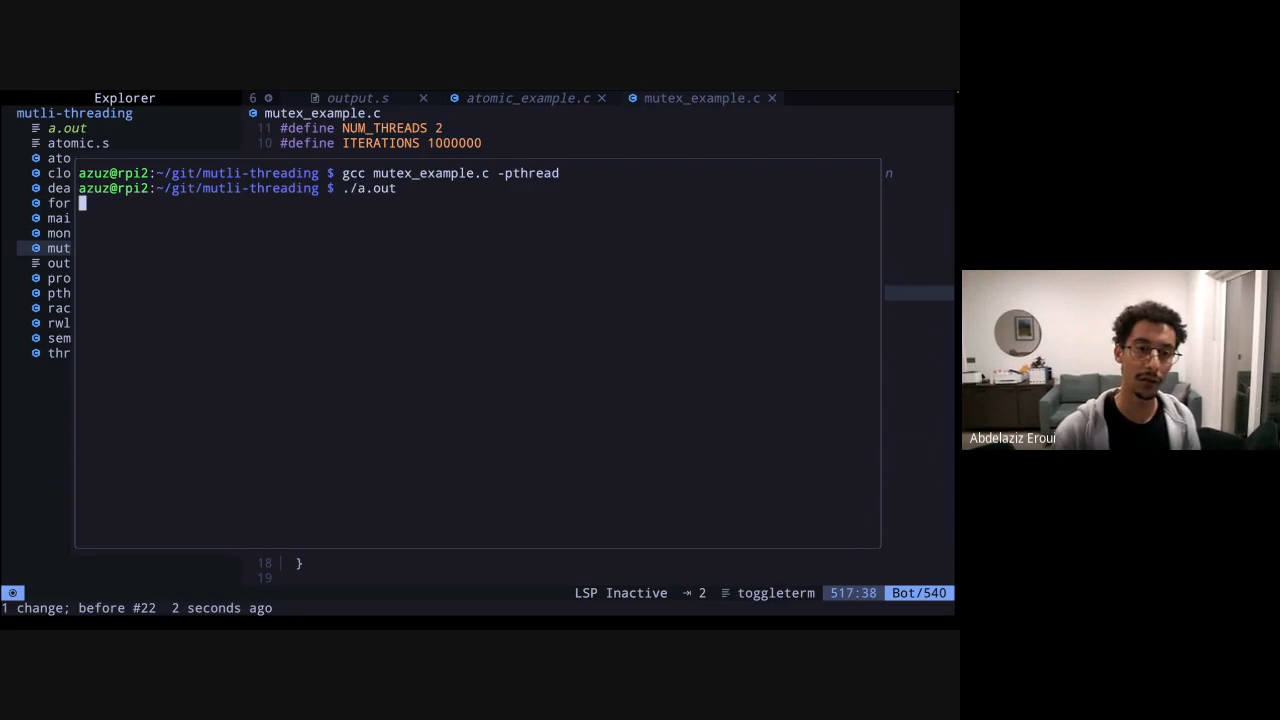 Explorer
6 output.s atomic_example.c mutex_example.c
mutli-threading
mutex_example.c
a.out
11 #define NUM_THREADS 2
atomic.s
10 #define ITERATIONS 1000000
ato
clo
dea
for
mai
mon
mut
out
pro
pth
rac
rwl
sem
thr
azuz@rpi2:~/git/mutli-threading $ gcc mutex_example.c -pthread
n
azuz@rpi2:~/git/mutli-threading $ ./a.out
18 }
19
LSP Inactive 2 toggleterm 517:38 Bot/540
1 change; before #22 2 seconds ago
Abdelaziz Eroui